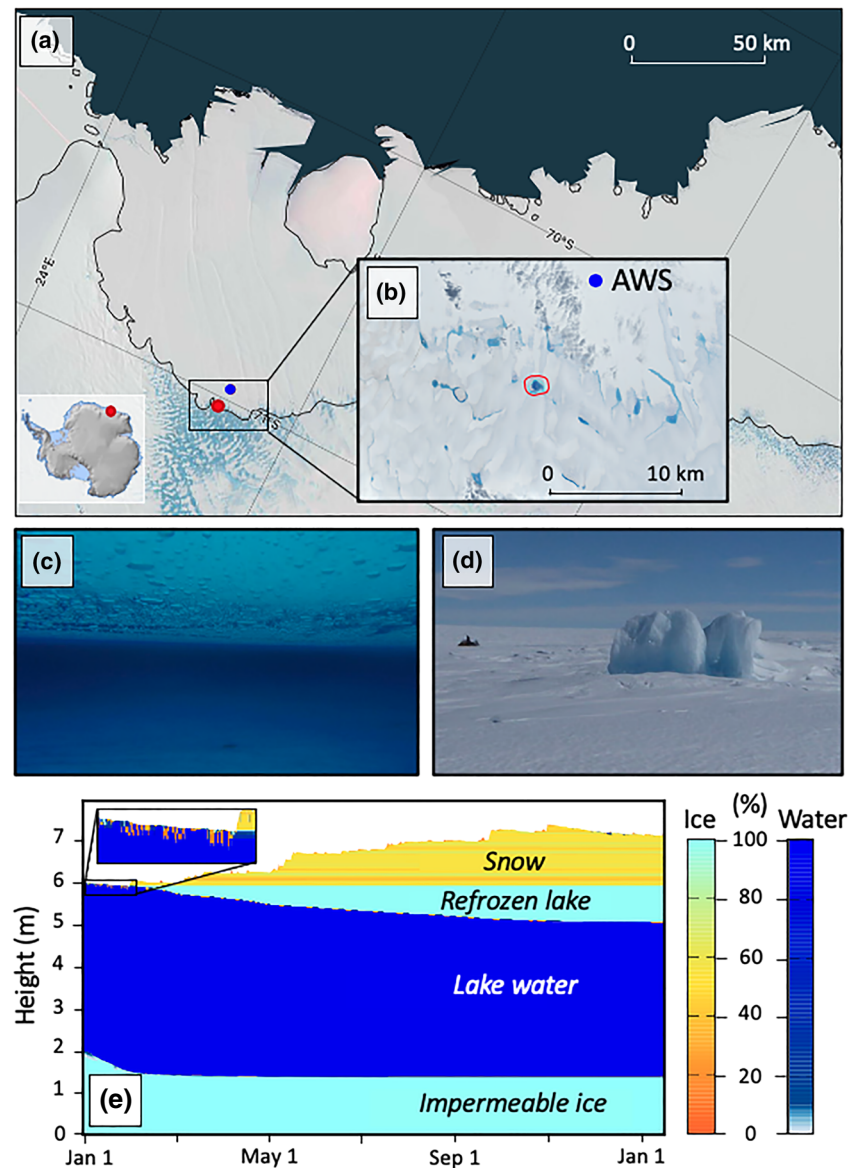 (a)
0 50 km
70°S
24°E
(b)
AWS
0 10 km
(c)
(d)
(%)
Ice Water
7
6
5
4
3
2
1
0
Height (m)
Snow
Refrozen lake
Lake water
Impermeable ice
(e)
100
80
60
40
20
0
Jan 1 May 1 Sep 1 Jan 1